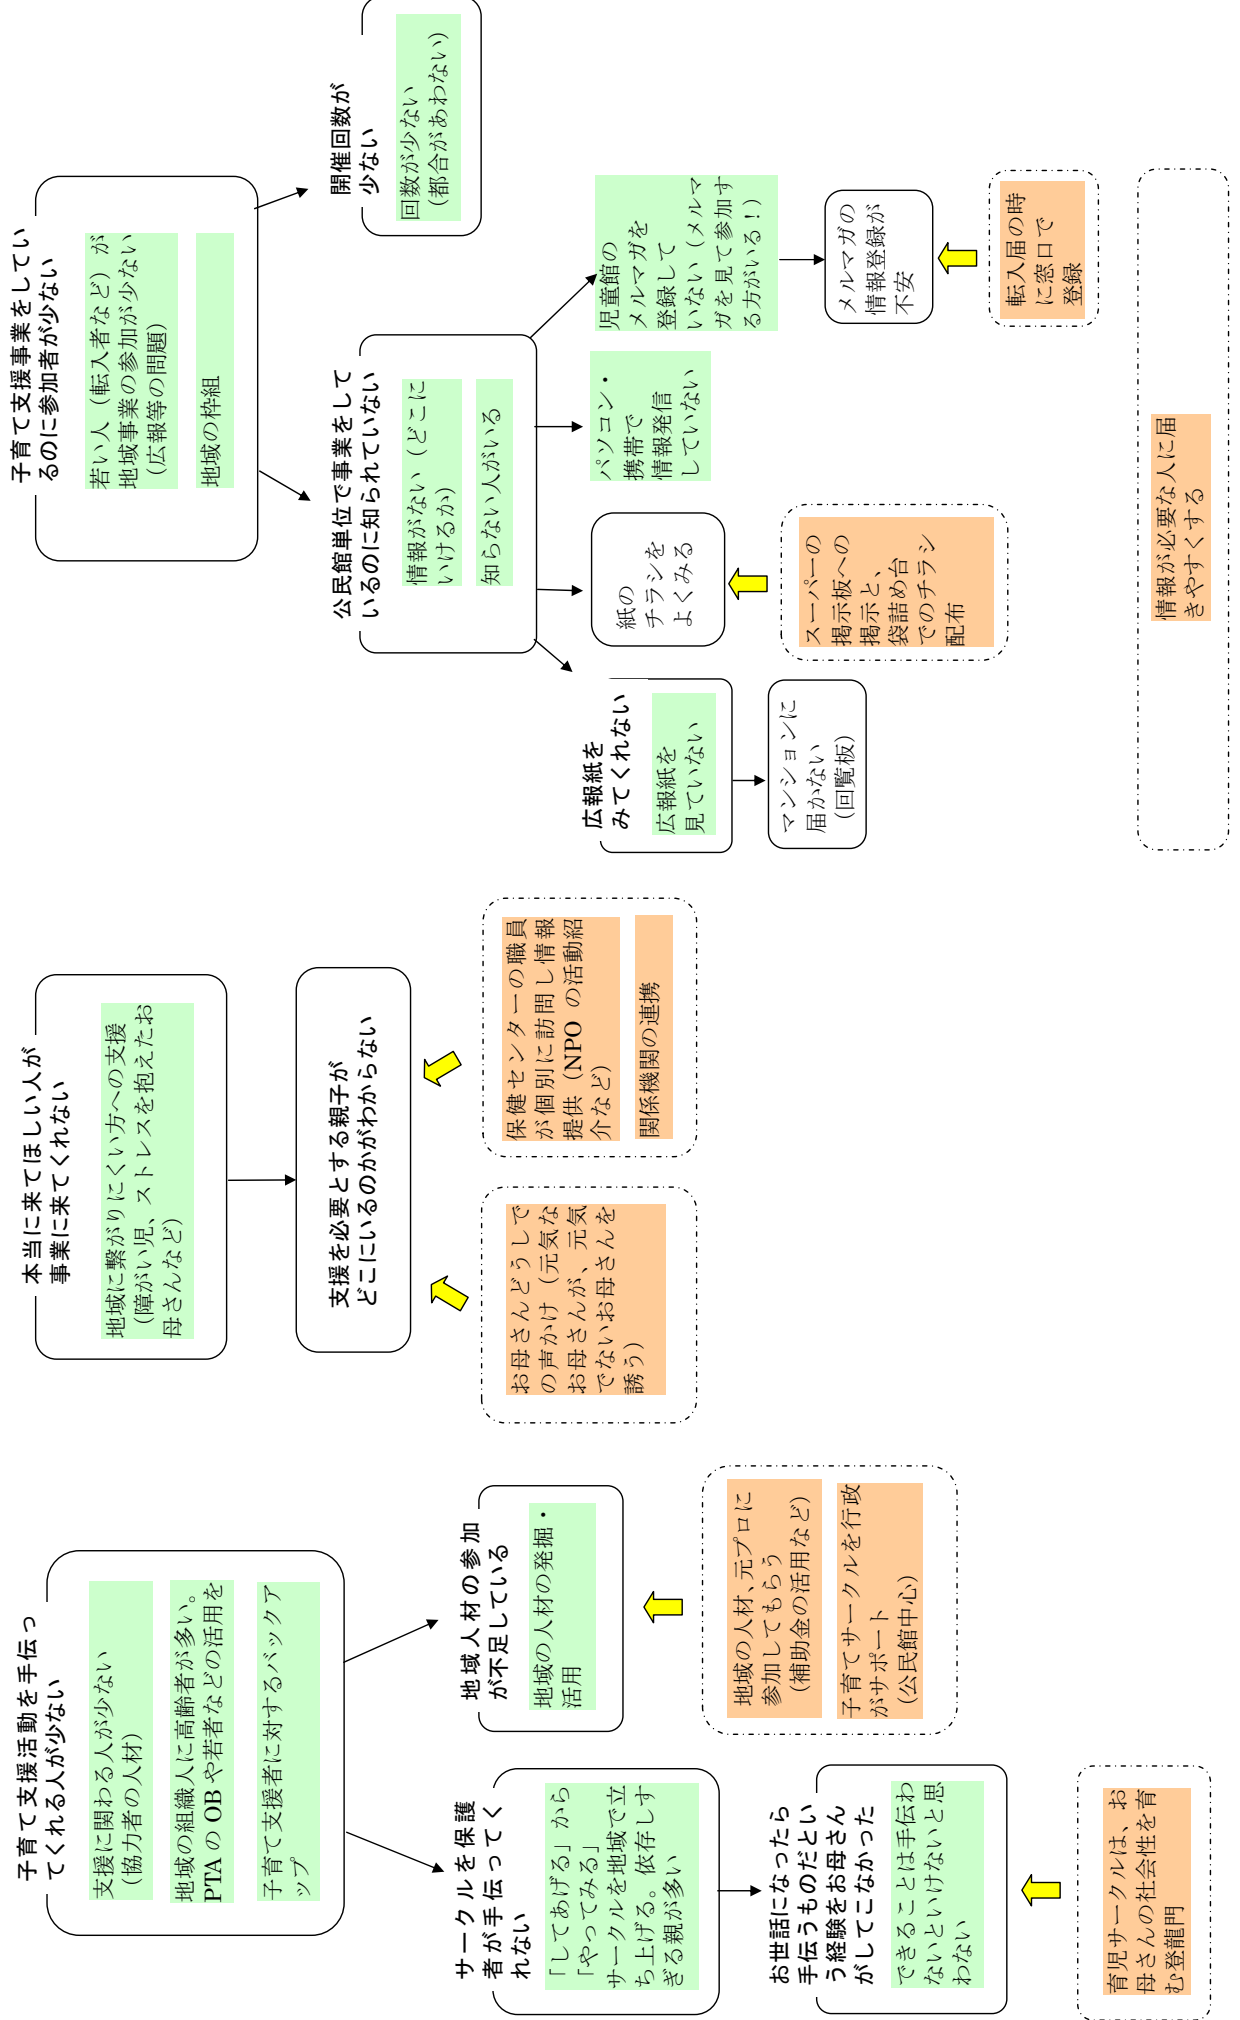 子育て支援活動を手伝っ
てくれる人が少ない
支援に関わる人が少ない
(協力者の人材)
地域の組織人に高齢者が多い。
PTA の OB や若者などの活用を
子育て支援者に対するバックア
ップ
サークルを保護
者が手伝ってく
れない
「してあげる」から
「やってみる」
サークルを地域で立
ち上げる。依存しす
ぎる親が多い
お世話になったら
手伝うものだとい
う経験をお母さん
がしてこなかった
できることは手伝わ
ないといけないと思
わない
育児サークルは、お
母さんの社会性を育
む登龍門
地域人材の参加
が不足している
地域の人材の発掘・
活用
地域の人材、元プロに
参加してもらう
(補助金の活用など)
子育てサークルを行政
がサポート
(公民館中心)
本当に来てほしい人が
事業に来てくれない
地域に繋がりにくい方への支援
(障がい児、ストレスを抱えたお
母さんなど)
支援を必要とする親子が
どこにいるのかがわからない
お母さんどうしで
の声かけ(元気な
お母さんが、元気
でないお母さんを
誘う)
保健センターの職員
が個別に訪問し情報
提供(NPO の活動紹
介など)
関係機関の連携
子育て支援事業をしてい
るのに参加者が少ない
若い人(転入者など)が
地域事業の参加が少ない
(広報等の問題)
地域の枠組
公民館単位で事業をして
いるのに知られていない
情報がない(どこに
いけるか)
知らない人がいる
開催回数が
少ない
回数が少ない
(都合があわない)
広報紙を
みてくれない
広報紙を
見ていない
マンションに
届かない
(回覧板)
紙の
チラシを
よくみる
スーパーの
掲示板への
掲示と、
袋詰め台
でのチラシ
配布
パソコン・
携帯で
情報発信
していない
児童館の
メルマガを
登録して
いない(メルマ
ガを見て参加す
る方がいる!)
メルマガの
情報登録が
不安
転入届の時
に窓口で
登録
情報が必要な人に届
きやすくする